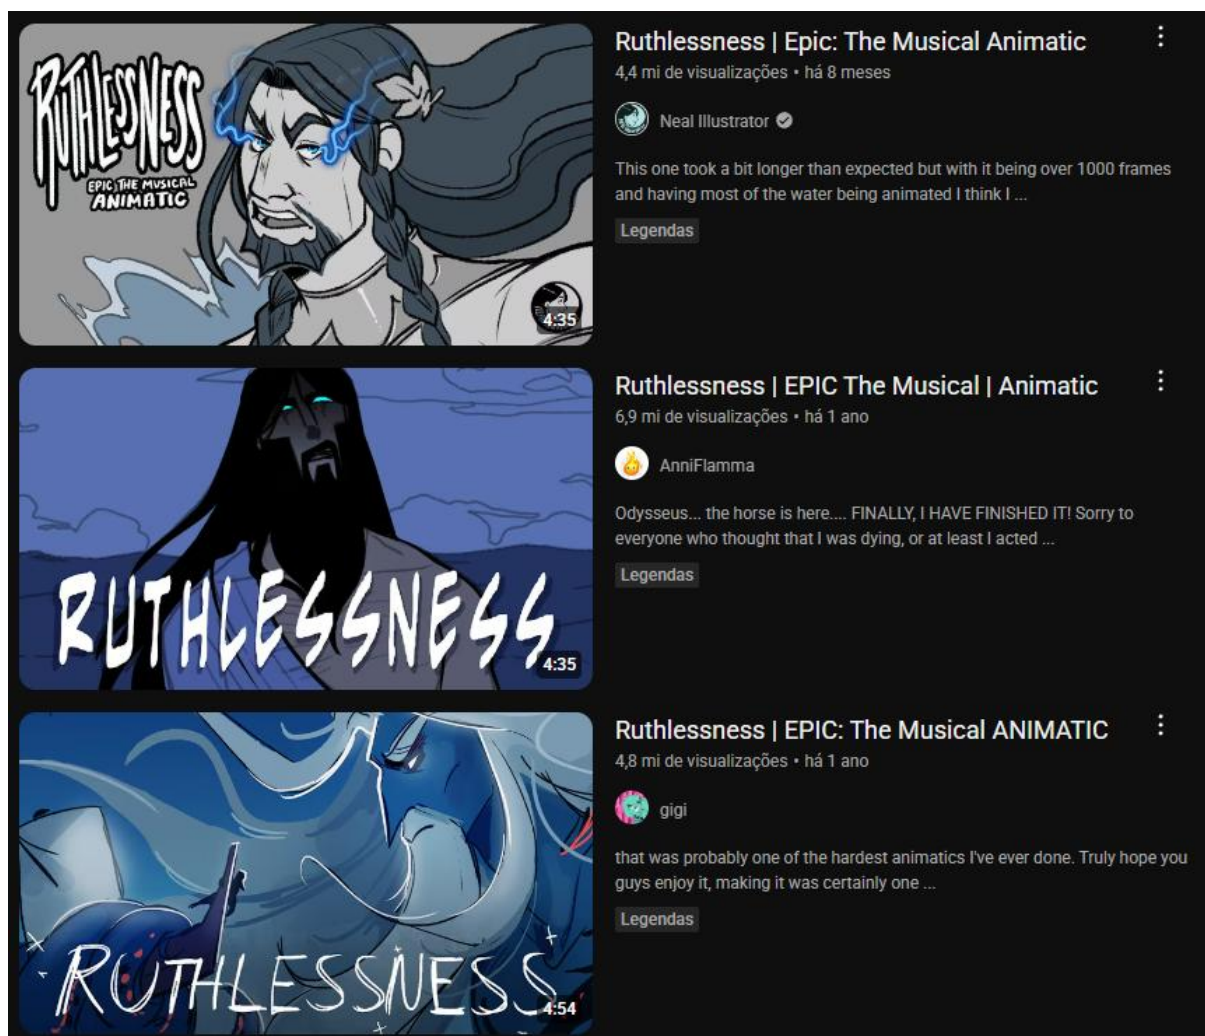 RUTHLESSNESS
EPIC THE MUSICAL
ANIMATIC
4:35
Ruthlessness | Epic: The Musical Animatic
4,4 mi de visualizações • há 8 meses
Neal Illustrator
This one took a bit longer than expected but with it being over 1000 frames
and having most of the water being animated I think I ...
Legendas
RUTHLESSNESS
4:35
Ruthlessness | EPIC The Musical | Animatic
6,9 mi de visualizações • há 1 ano
AnniFlamma
Odysseus... the horse is here.... FINALLY, I HAVE FINISHED IT! Sorry to
everyone who thought that I was dying, or at least I acted ...
Legendas
RUTHLESSNESS
4:54
Ruthlessness | EPIC: The Musical ANIMATIC
4,8 mi de visualizações • há 1 ano
gigi
that was probably one of the hardest animatics I've ever done. Truly hope you
guys enjoy it, making it was certainly one ...
Legendas